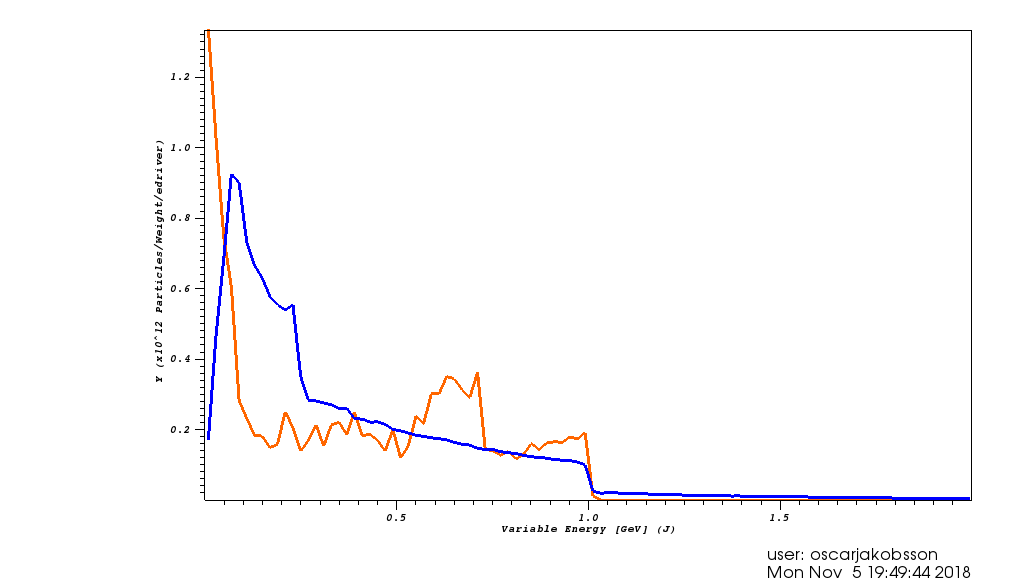 1.2
1.0
0.8
0.6
0.4
0.2
Y (x10^12 Particles/Weight/edriver)
0.5 1.0 1.5
Variable Energy [GeV] (J)
user: oscarjakobsson
Mon Nov 5 19:49:44 2018